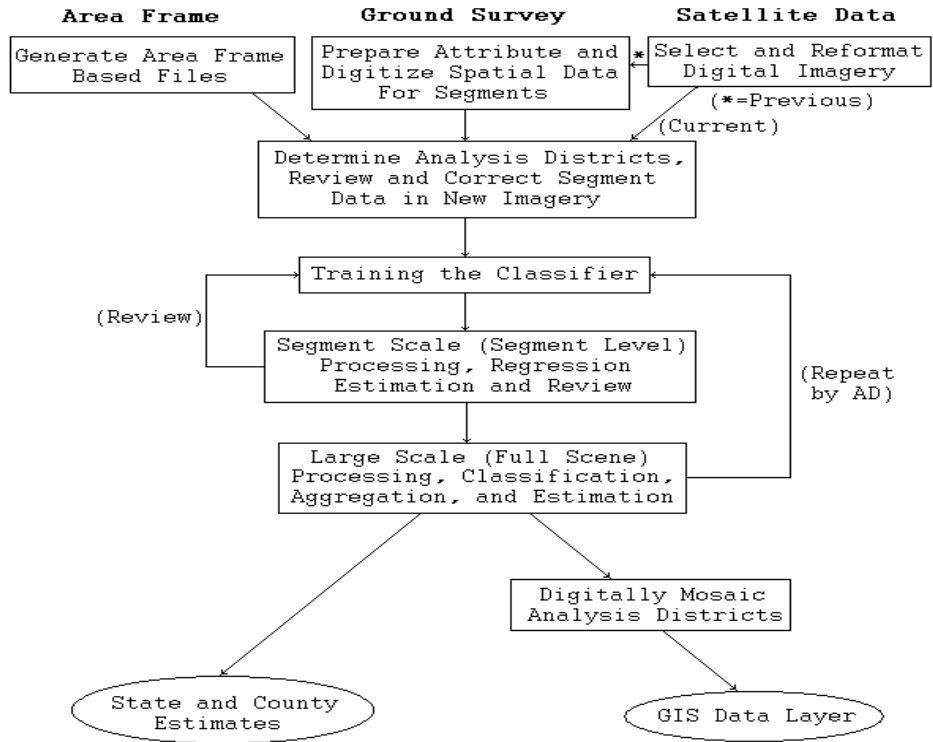 Area Frame
Ground Survey
Satellite Data
Generate Area Frame
Based Files
Prepare Attribute and
Digitize Spatial Data
For Segments
*
Select and Reformat
Digital Imagery
(*=Previous)
(Current)
Determine Analysis Districts,
Review and Correct Segment
Data in New Imagery
Training the Classifier
(Review)
Segment Scale (Segment Level)
Processing, Regression
Estimation and Review
(Repeat
by AD)
Large Scale (Full Scene)
Processing, Classification,
Aggregation, and Estimation
Digitally Mosaic
Analysis Districts
State and County
Estimates
GIS Data Layer